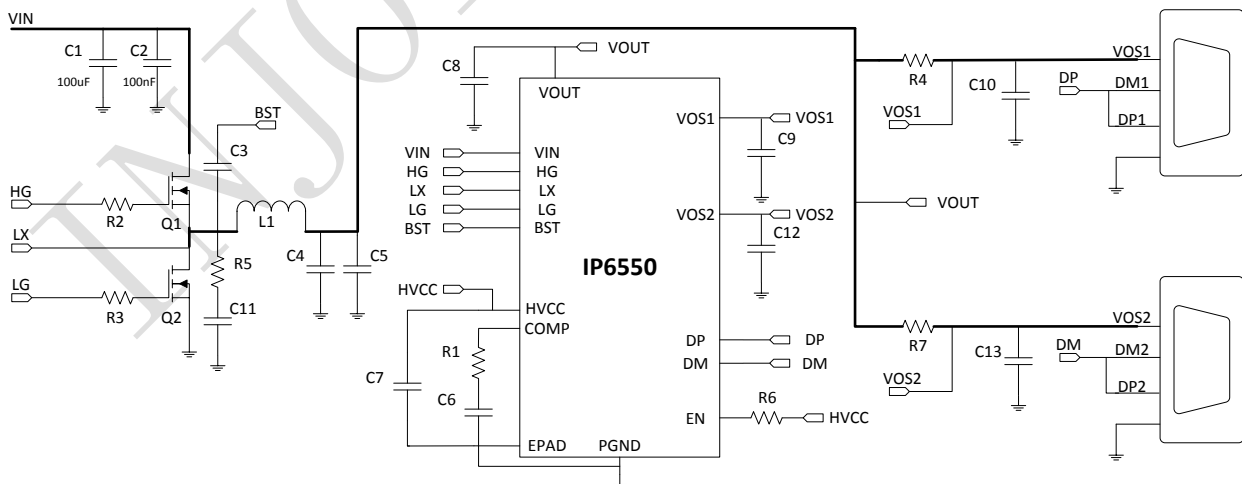 VIN
C1
C2
100uF
100nF
BST
C3
HG
R2
Q1
LX
L1
LG
R3
Q2
R5
C11
C4
C5
C8
VOUT
VOUT
VIN
HG
LX
LG
BST
VIN
HG
LX
LG
BST
HVCC
HVCC
COMP
R1
C7
C6
EPAD
PGND
IP6550
VOS1
VOS1
C9
VOS2
VOS2
C12
DP
DP
DM
DM
EN
R6
HVCC
R4
VOS1
C10
VOS1
DP
DM1
DP1
VOUT
R7
VOS2
C13
VOS2
DM
DM2
DP2
INJO